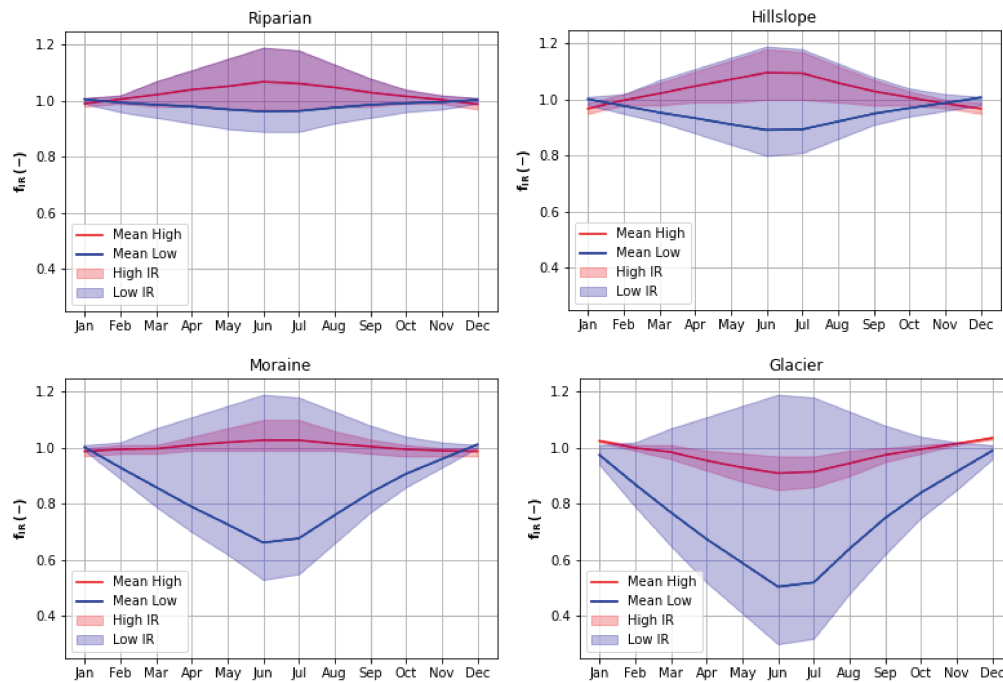 Riparian
1.2
1.0
0.8
0.6
0.4
f_IR (−)
Mean High
Mean Low
High IR
Low IR
Jan Feb Mar Apr May Jun Jul Aug Sep Oct Nov Dec
Hillslope
1.2
1.0
0.8
0.6
0.4
f_IR (−)
Mean High
Mean Low
High IR
Low IR
Jan Feb Mar Apr May Jun Jul Aug Sep Oct Nov Dec
Moraine
1.2
1.0
0.8
0.6
0.4
f_IR (−)
Mean High
Mean Low
High IR
Low IR
Jan Feb Mar Apr May Jun Jul Aug Sep Oct Nov Dec
Glacier
1.2
1.0
0.8
0.6
0.4
f_IR (−)
Mean High
Mean Low
High IR
Low IR
Jan Feb Mar Apr May Jun Jul Aug Sep Oct Nov Dec